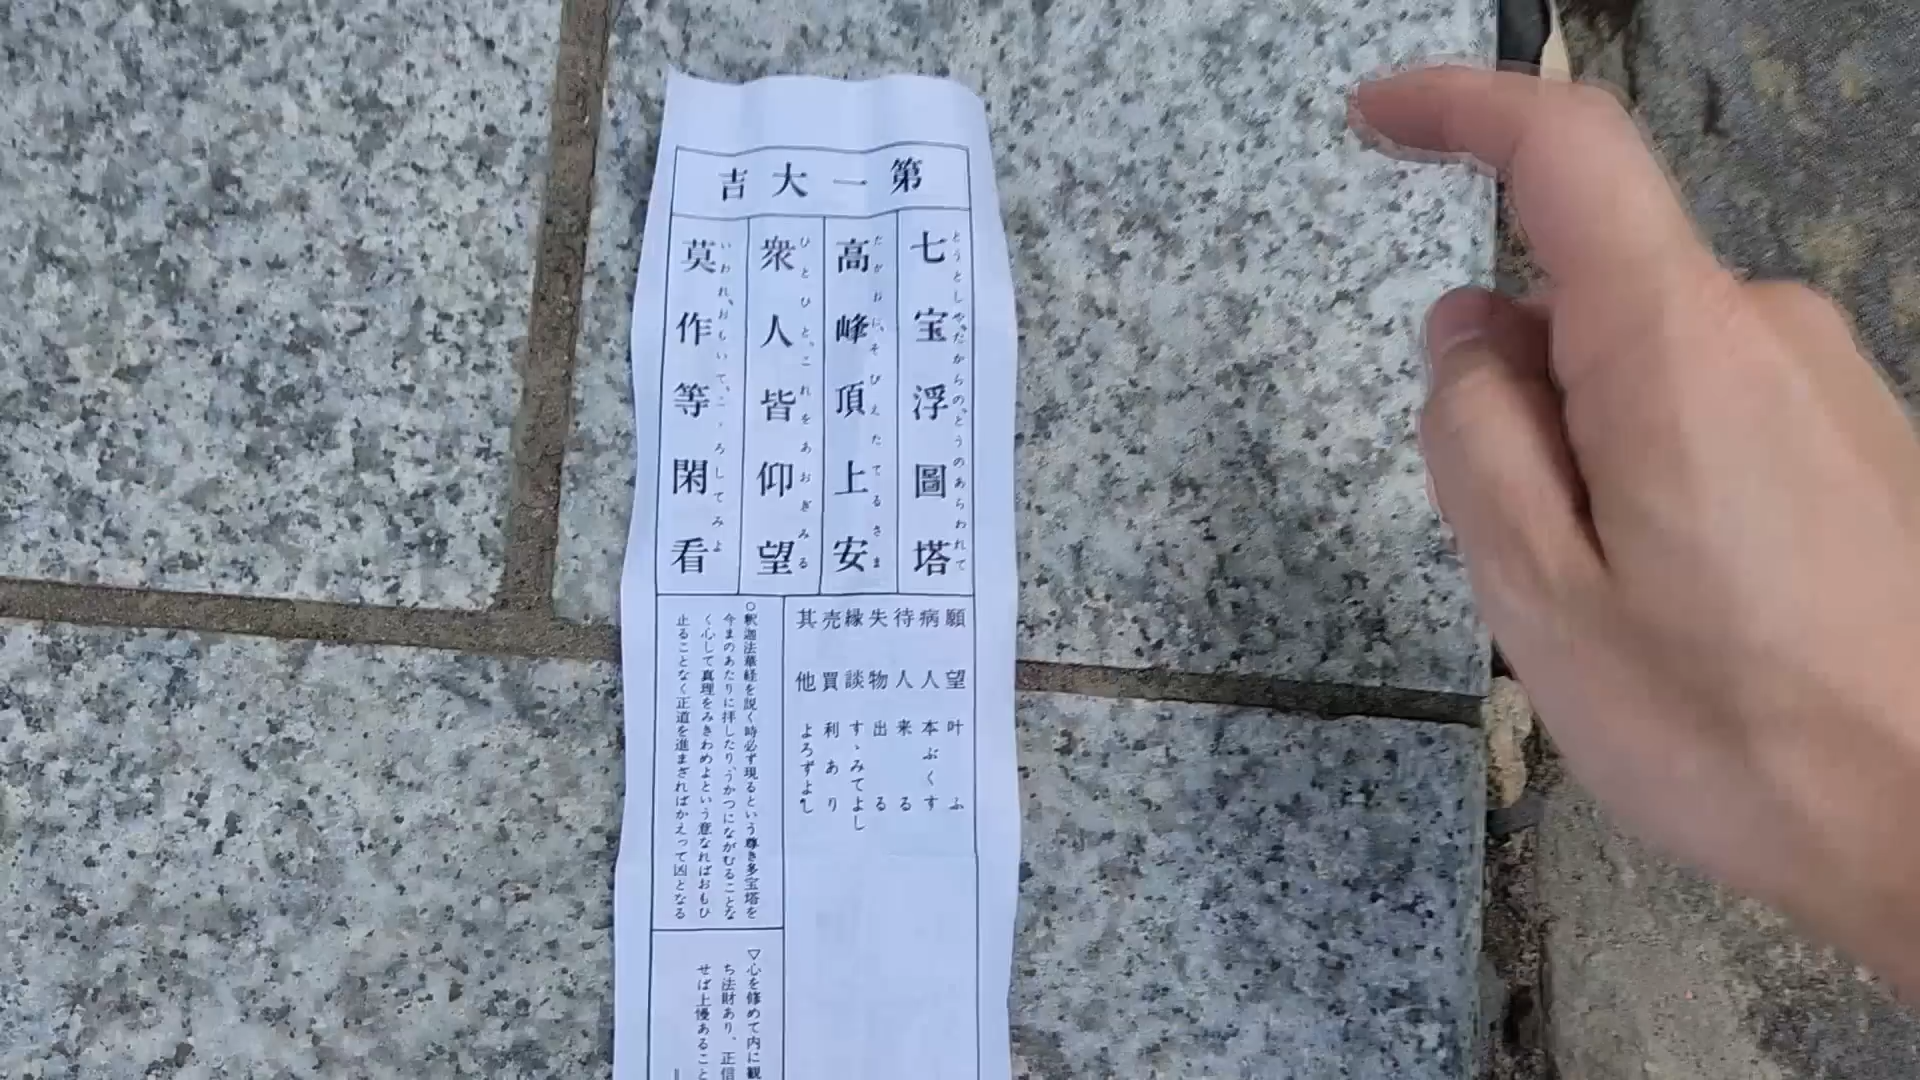 第一大吉
七宝浮圖塔
とうとしや、たからの、とうのあらわれて
高峰頂上安
たかおに、そびえたてるさま
衆人皆仰望
ひとひと、これをあおぎみる
莫作等閑看
いわれ、おもいて、こゝろしてみよ
願望 叶ふ
病人 本ぶくす
待人 来る
失物 出る
縁談 すゝみてよし
売買 利あり
其他 よろずよし
○釈迦法華経を説く時必ず現るという尊き多宝塔を
今まのあたりに拝したり、うかつにながむることな
く心して真理をみきわめよという意なればおもひ
止ることなく正道を進まざればかえって凶となる
▽心を修めて内に観
ち法財あり、正信
せば上優あること